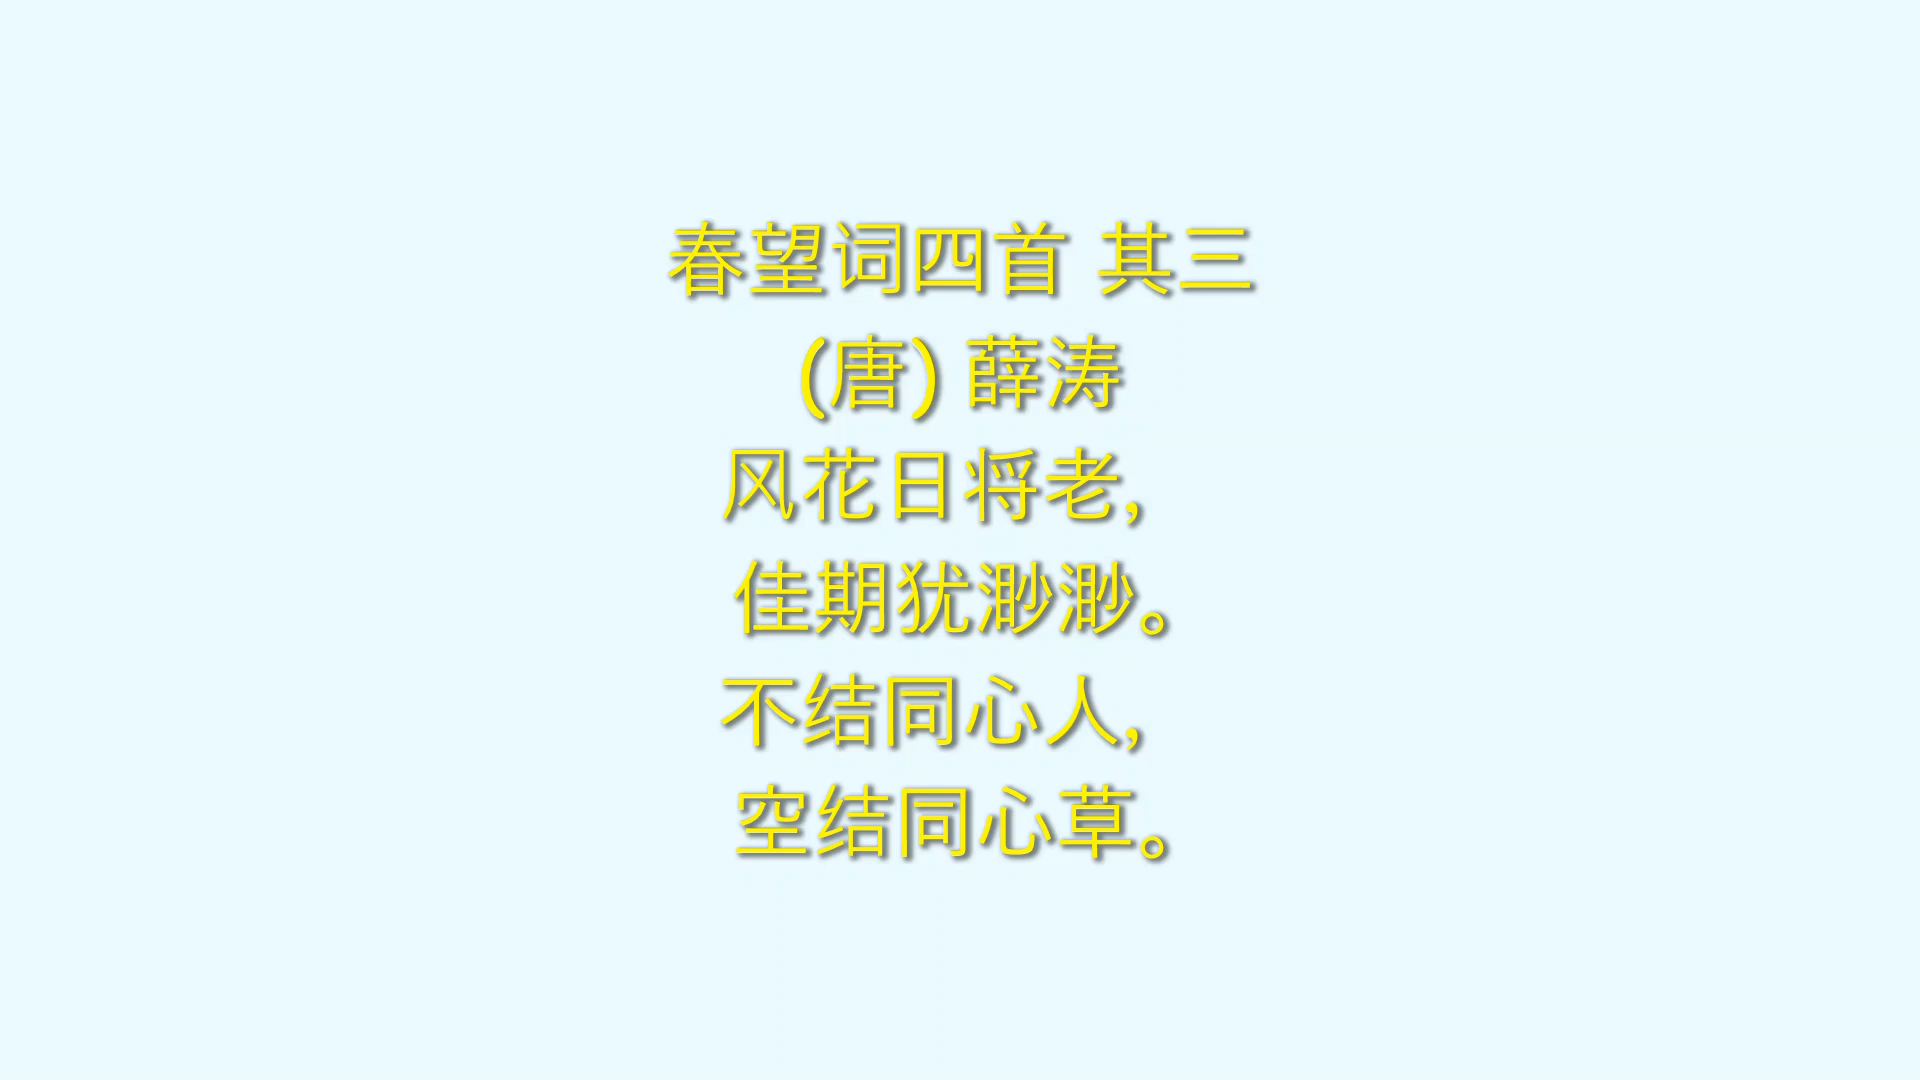 春望词四首 其三
(唐) 薛涛
风花日将老,
佳期犹渺渺。
不结同心人,
空结同心草。